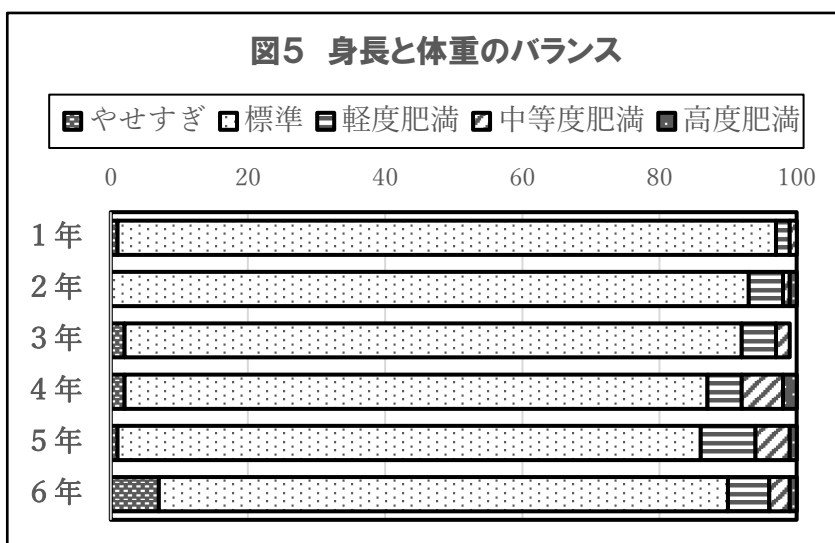 図5 身長と体重のバランス
やせすぎ 標準 軽度肥満 中等度肥満 高度肥満
0 20 40 60 80 100
1年
2年
3年
4年
5年
6年